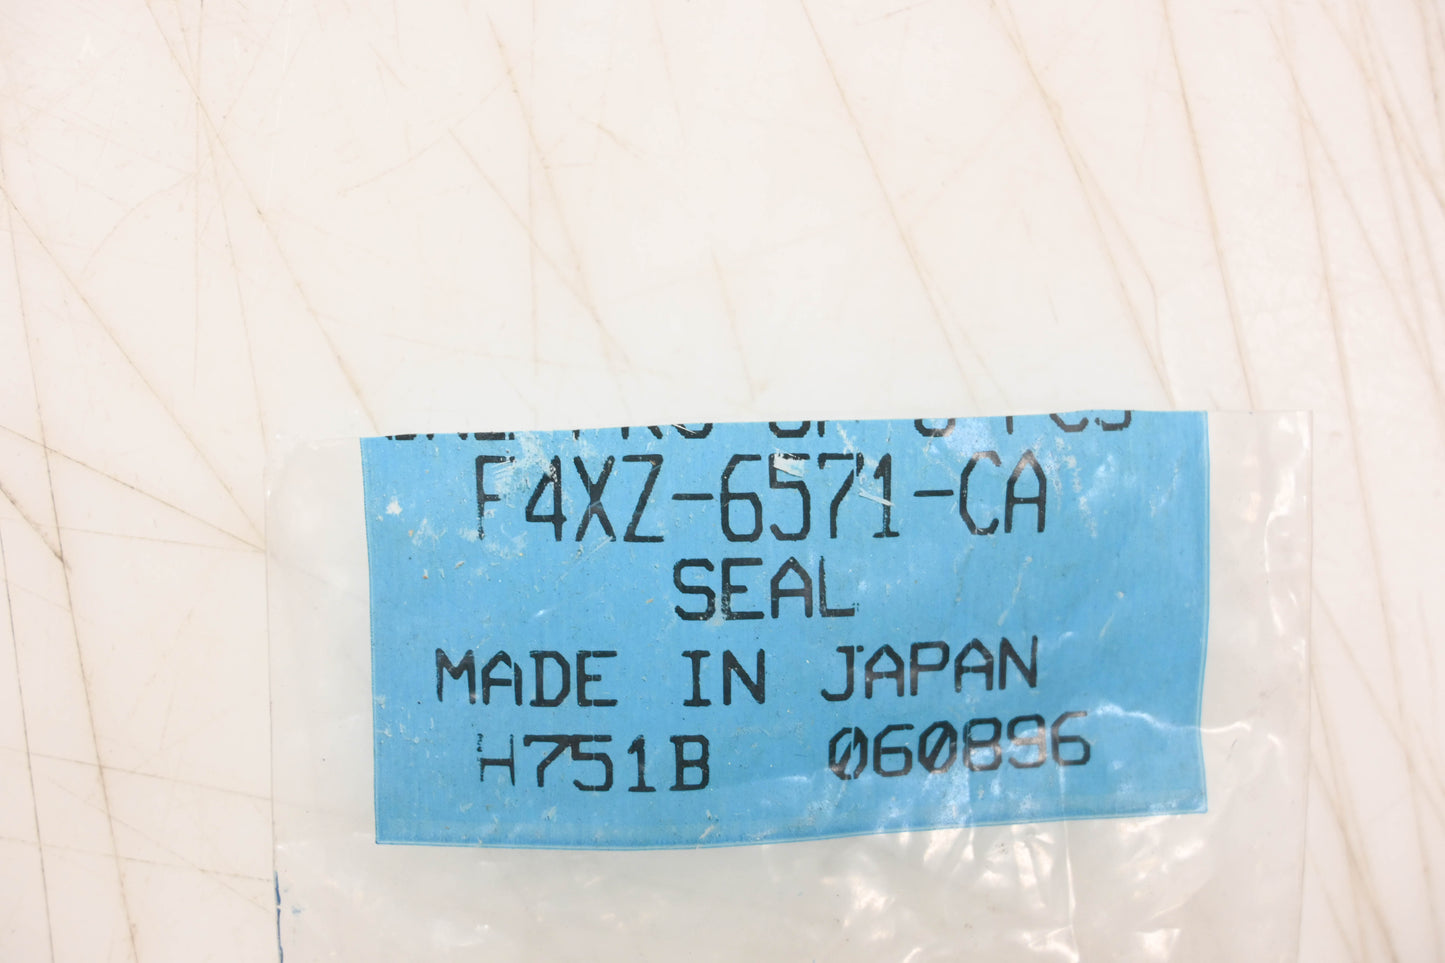 F4XZ-6571-CA
SEAL
MADE IN JAPAN
H751B 060896